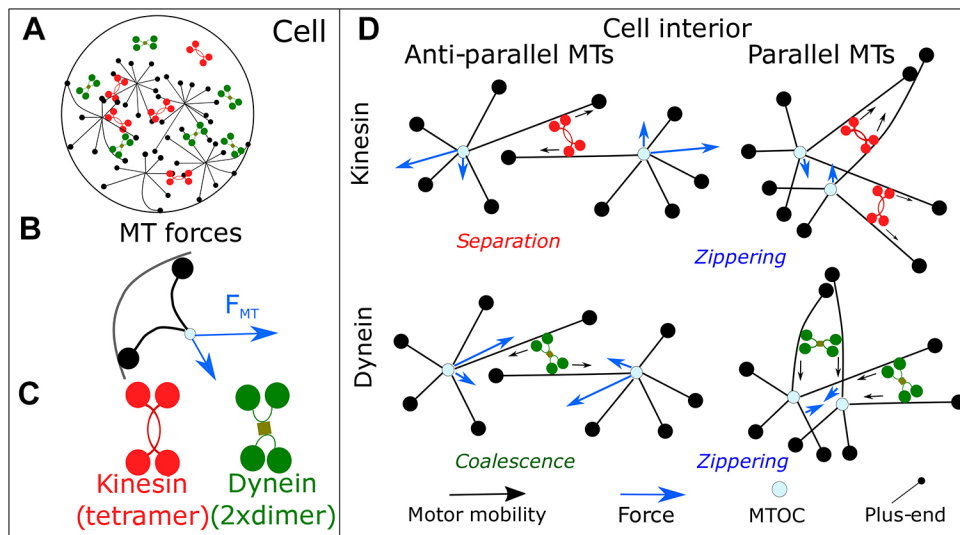 A
Cell
B
MT forces
F_MT
C
Kinesin
(tetramer)
Dynein
(2xdimer)
D
Cell interior
Anti-parallel MTs
Parallel MTs
Kinesin
Separation
Zippering
Dynein
Coalescence
Zippering
Motor mobility
Force
MTOC
Plus-end